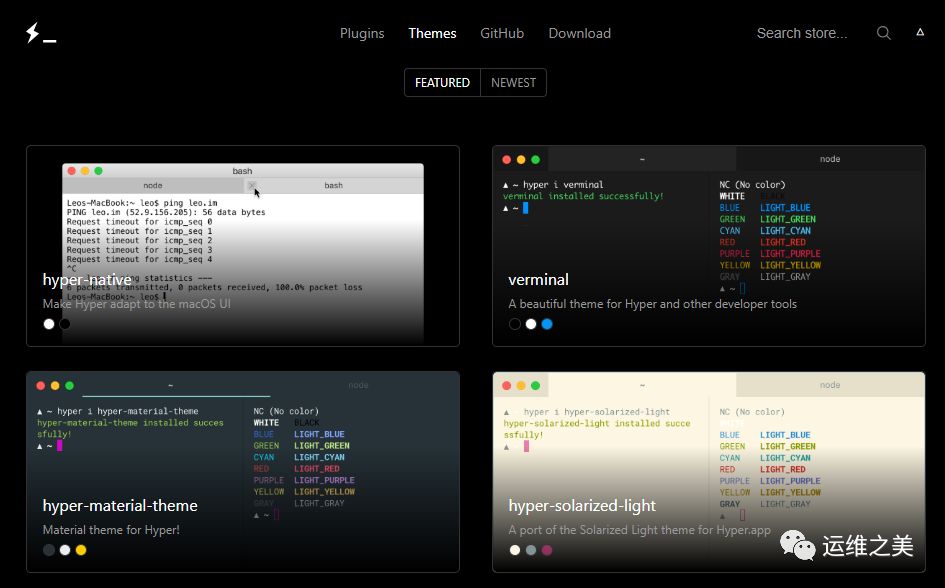 Plugins Themes GitHub Download Search store...
FEATURED NEWEST
bash
node bash
Leos-MacBook:~ leo$ ping leo.im
PING leo.im (52.9.156.205): 56 data bytes
Request timeout for icmp_seq 0
Request timeout for icmp_seq 1
Request timeout for icmp_seq 2
Request timeout for icmp_seq 3
Request timeout for icmp_seq 4
^C
ping statistics ---
6 packets transmitted, 0 packets received, 100.0% packet loss
Leos-MacBook:~ leo$
hyper-native
Make Hyper adapt to the macOS UI
~ node
▲ ~ hyper i verminal
verminal installed successfully!
▲ ~
NC (No color)
WHITE
BLUE LIGHT_BLUE
GREEN LIGHT_GREEN
CYAN LIGHT_CYAN
RED LIGHT_RED
PURPLE LIGHT_PURPLE
YELLOW LIGHT_YELLOW
GRAY LIGHT_GRAY
▲ ~
verminal
A beautiful theme for Hyper and other developer tools
~ node
▲ ~ hyper i hyper-material-theme
hyper-material-theme installed succes
sfully!
▲ ~
NC (No color)
WHITE BLACK
BLUE LIGHT_BLUE
GREEN LIGHT_GREEN
CYAN LIGHT_CYAN
RED LIGHT_RED
PURPLE LIGHT_PURPLE
YELLOW LIGHT_YELLOW
GRAY LIGHT_GRAY
▲ ~
hyper-material-theme
Material theme for Hyper!
~ node
▲ hyper i hyper-solarized-light
hyper-solarized-light installed succe
ssfully!
▲
NC (No color)
BLUE LIGHT_BLUE
GREEN LIGHT_GREEN
CYAN LIGHT_CYAN
RED LIGHT_RED
PURPLE LIGHT_PURPLE
YELLOW LIGHT_YELLOW
GRAY LIGHT_GRAY
▲
hyper-solarized-light
A port of the Solarized Light theme for Hyper.app
运维之美